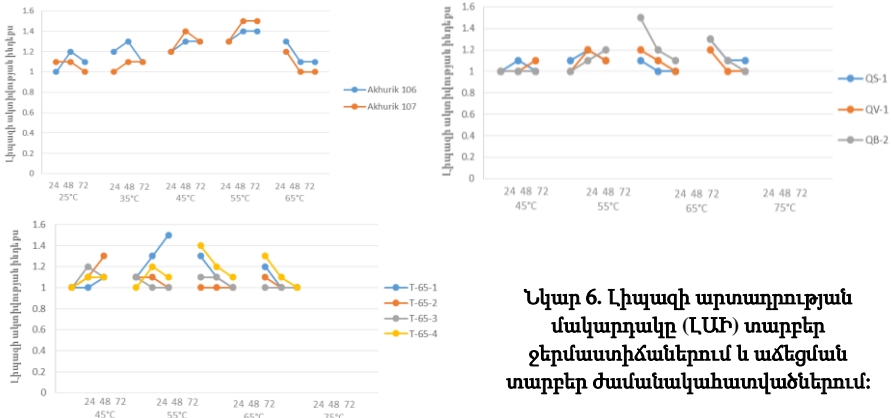 Լիպազի ակտիվության ինդեքս
1.6
1.4
1.2
1
0.8
0.6
0.4
0.2
0
24 48 72 24 48 72 24 48 72 24 48 72 24 48 72
25°C 35°C 45°C 55°C 65°C
Akhurik 106
Akhurik 107
Լիպազի ակտիվության ինդեքս
1.6
1.4
1.2
1
0.8
0.6
0.4
0.2
0
24 48 72 24 48 72 24 48 72 24 48 72
45°C 55°C 65°C 75°C
QS-1
QV-1
QB-2
Լիպազի ակտիվության ինդեքս
1.6
1.4
1.2
1
0.8
0.6
0.4
0.2
0
24 48 72 24 48 72 24 48 72 24 48 72
45°C 55°C 65°C 75°C
T-65-1
T-65-2
T-65-3
T-65-4
Նկար 6. Լիպազի արտադրության
մակարդակը (ԼԱԻ) տարբեր
ջերմաստիճաններում և աճեցման
տարբեր ժամանակահատվածներում: